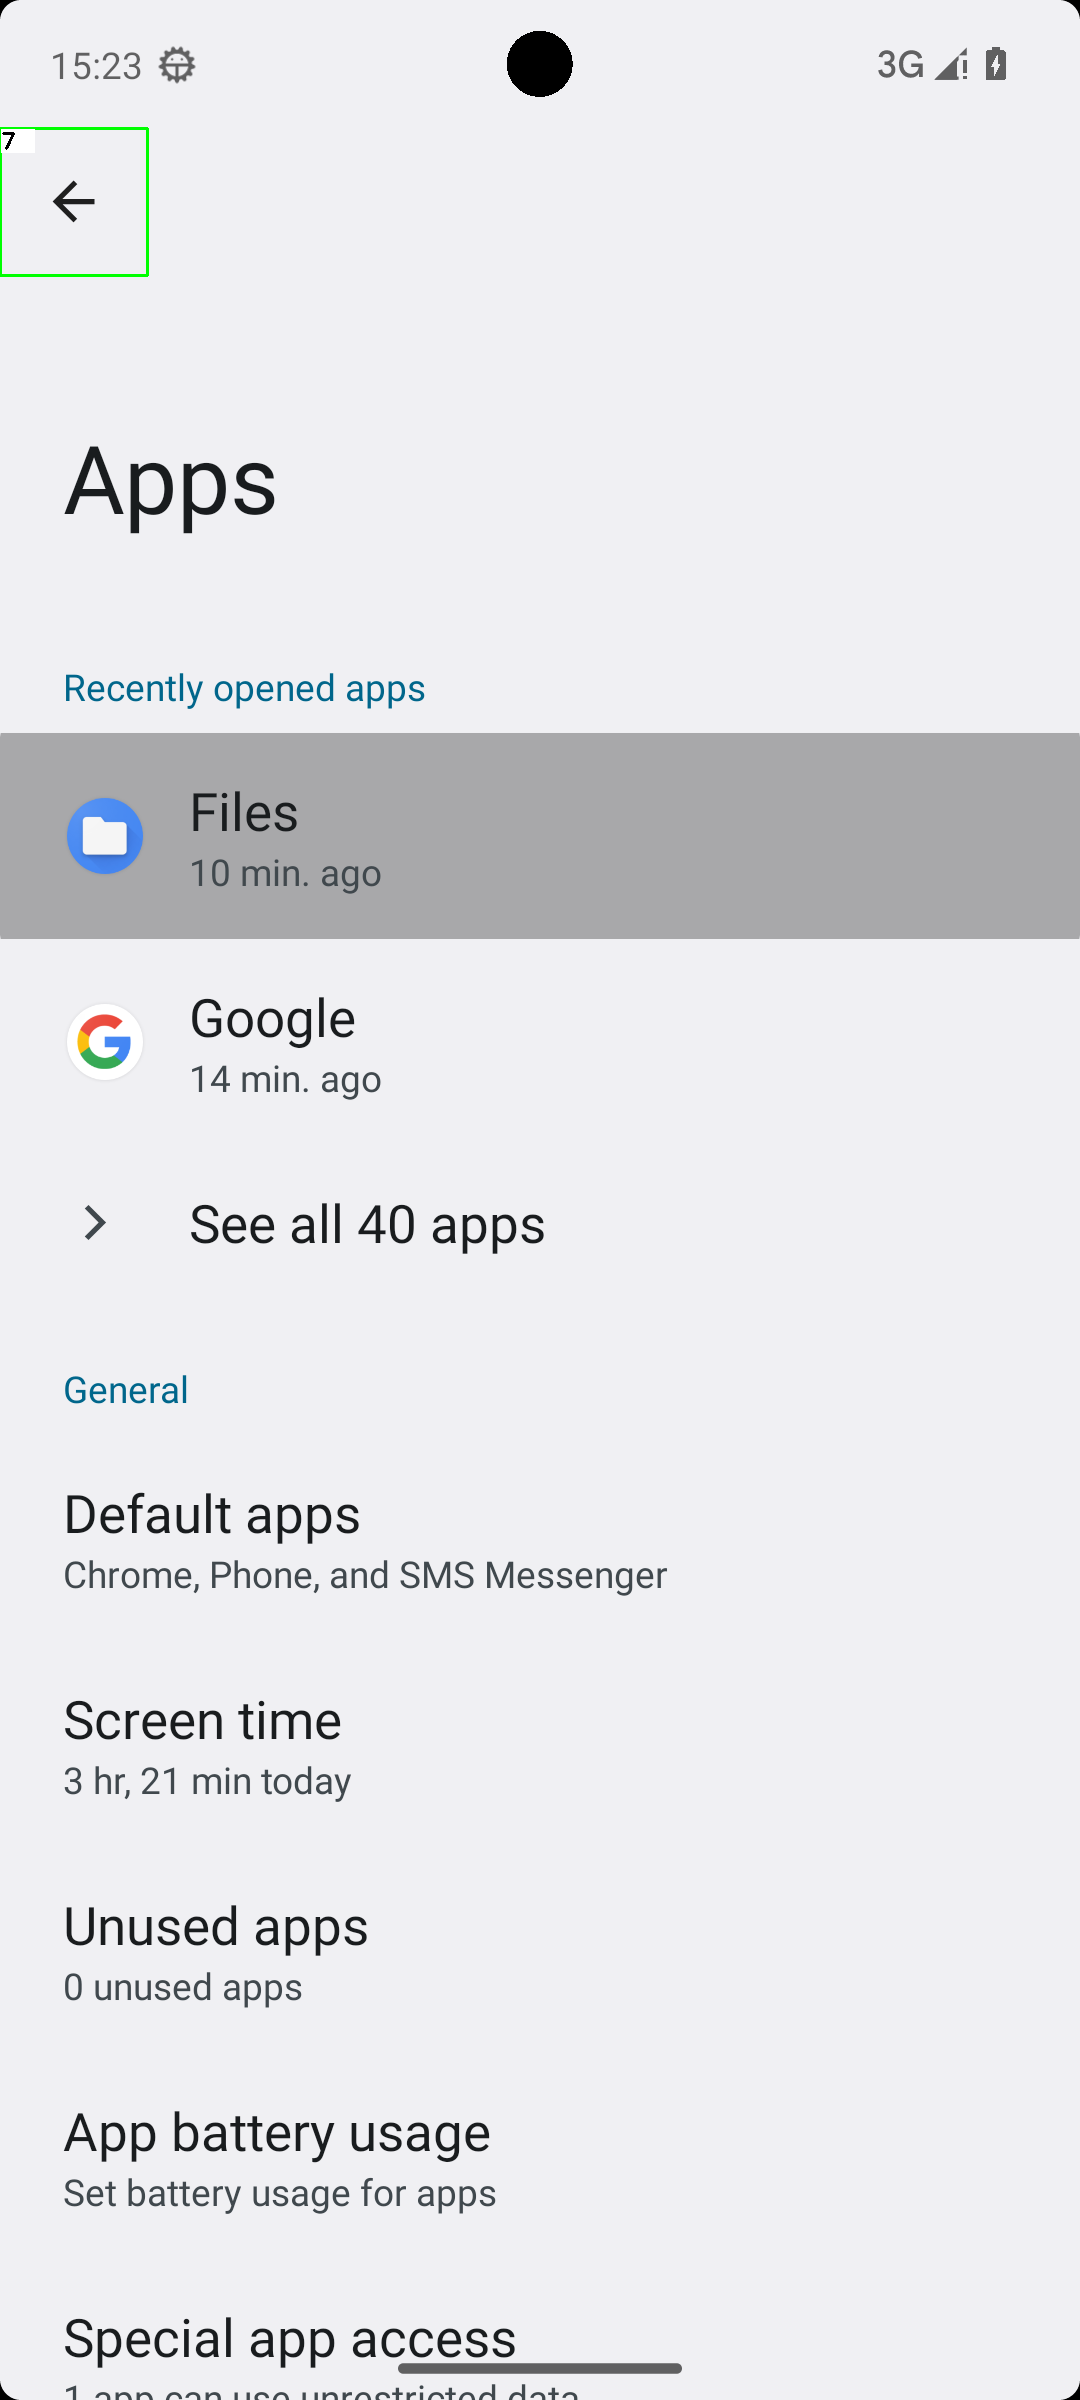 15:23
3G
7
Apps
Recently opened apps
Files
10 min. ago
Google
14 min. ago
See all 40 apps
General
Default apps
Chrome, Phone, and SMS Messenger
Screen time
3 hr, 21 min today
Unused apps
0 unused apps
App battery usage
Set battery usage for apps
Special app access
1 app can use unrestricted data